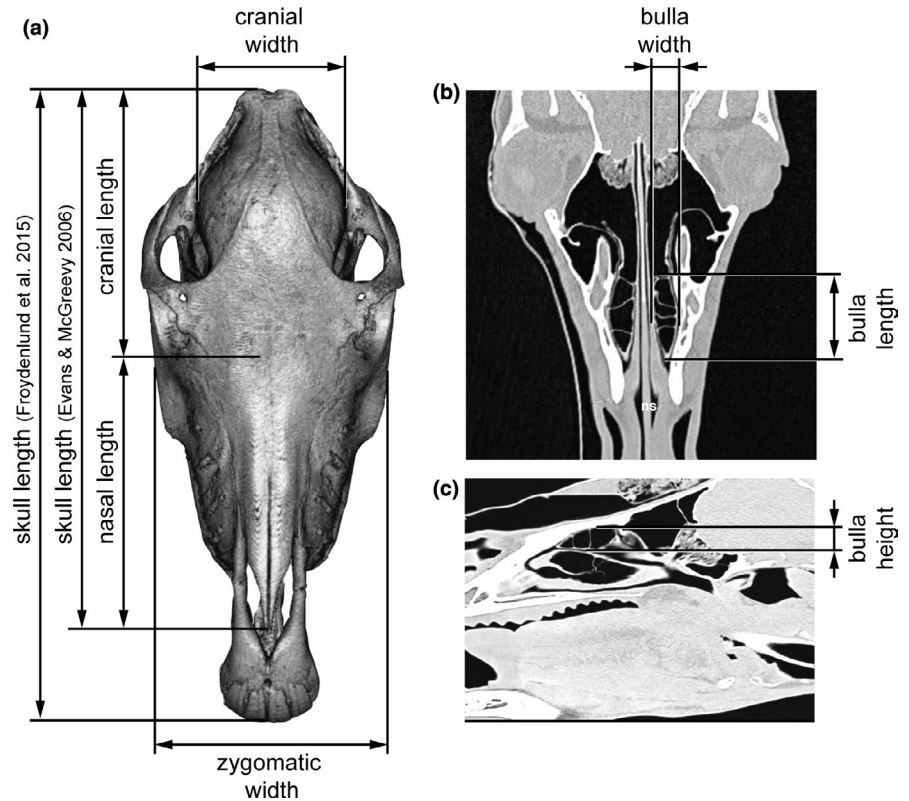 (a)
cranial
width
skull length (Froydenlund et al. 2015)
skull length (Evans & McGreevy 2006)
cranial length
nasal length
zygomatic
width
(b)
bulla
width
bulla
length
ns
(c)
bulla
height